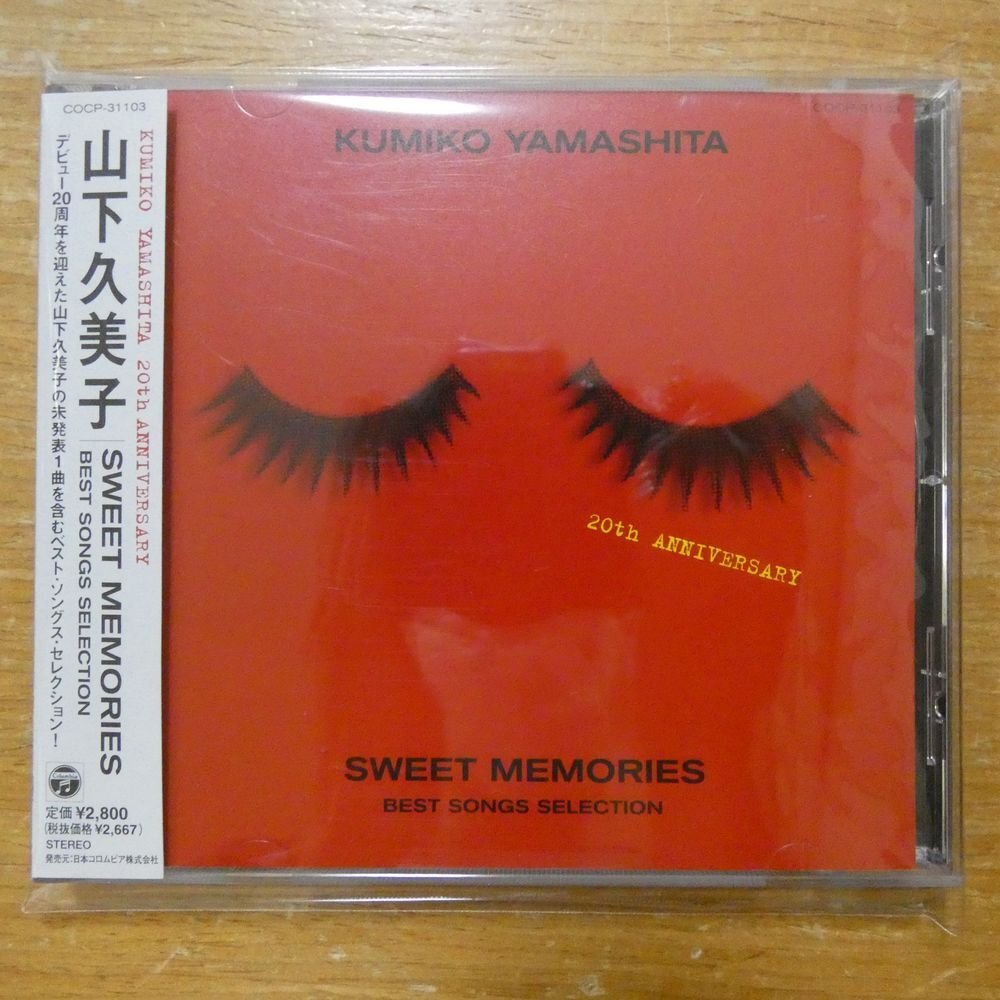 COCP-31103
KUMIKO YAMASHITA 20th ANNIVERSARY
山下久美子
SWEET MEMORIES
BEST SONGS SELECTION
デビュー20周年を迎えた山下久美子の未発表1曲を含むベスト・ソングス・セレクション!
Columbia
定価¥2,800
(税抜価格¥2,667)
STEREO
発売元:日本コロムビア株式会社
KUMIKO YAMASHITA
20th ANNIVERSARY
SWEET MEMORIES
BEST SONGS SELECTION